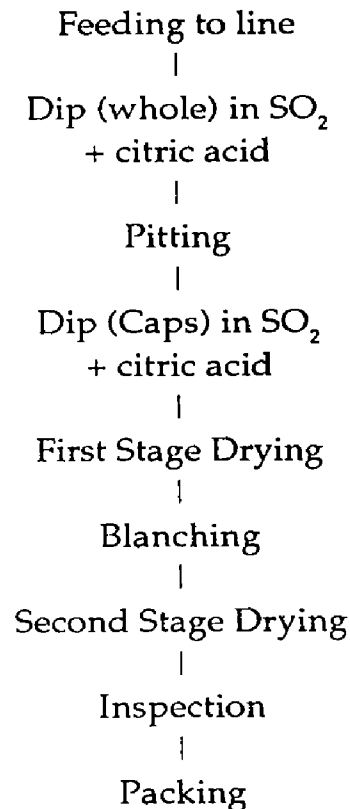 Feeding to line
Dip (whole) in SO₂
+ citric acid
Pitting
Dip (Caps) in SO₂
+ citric acid
First Stage Drying
Blanching
Second Stage Drying
Inspection
Packing